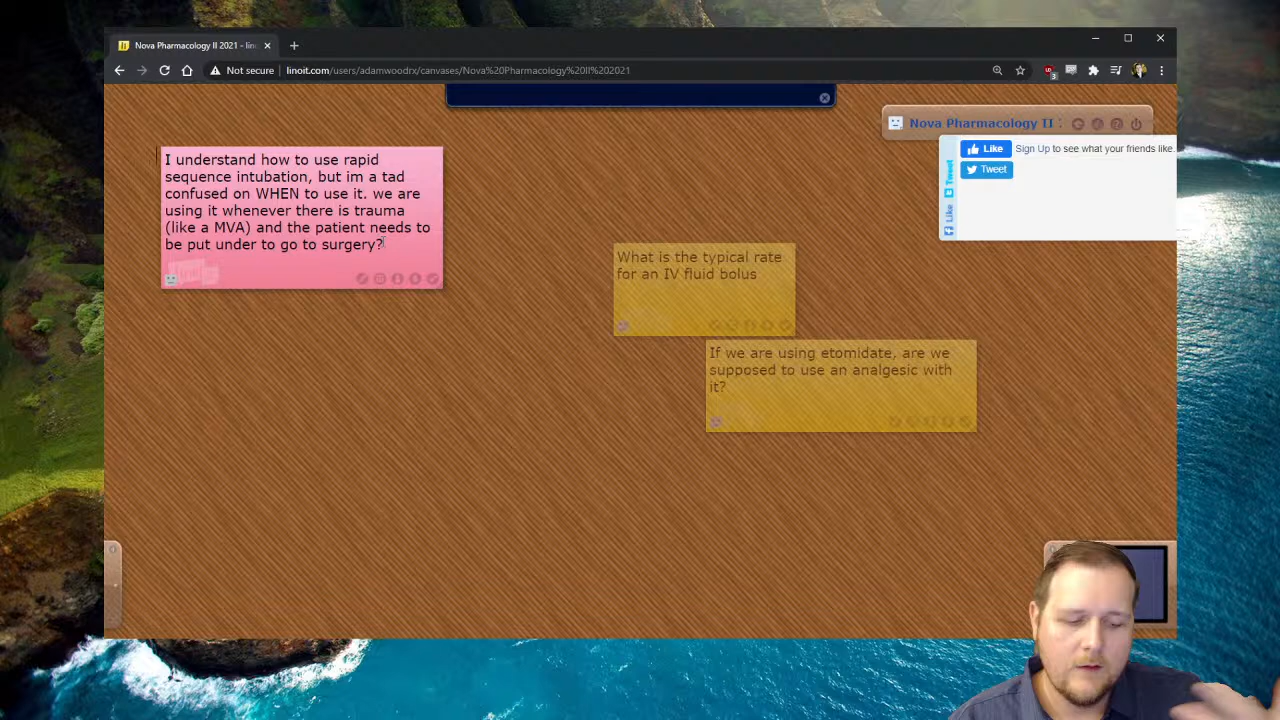 Nova Pharmacology II 2021 - lin
Not secure
linoit.com/users/adamwoodrx/canvases/Nova%20Pharmacology%20II%202021
3
Nova Pharmacology II
Like
Sign Up to see what your friends like.
Tweet
Tweet
Like
I understand how to use rapid
sequence intubtion, but im a tad
confused on WHEN to use it. we are
using it whenever there is trauma
(like a MVA) and the patient needs to
be put under to go to surgery?
What is the typical rate
for an IV fluid bolus
If we are using etomidate, are we
supposed to use an analgesic with
it?